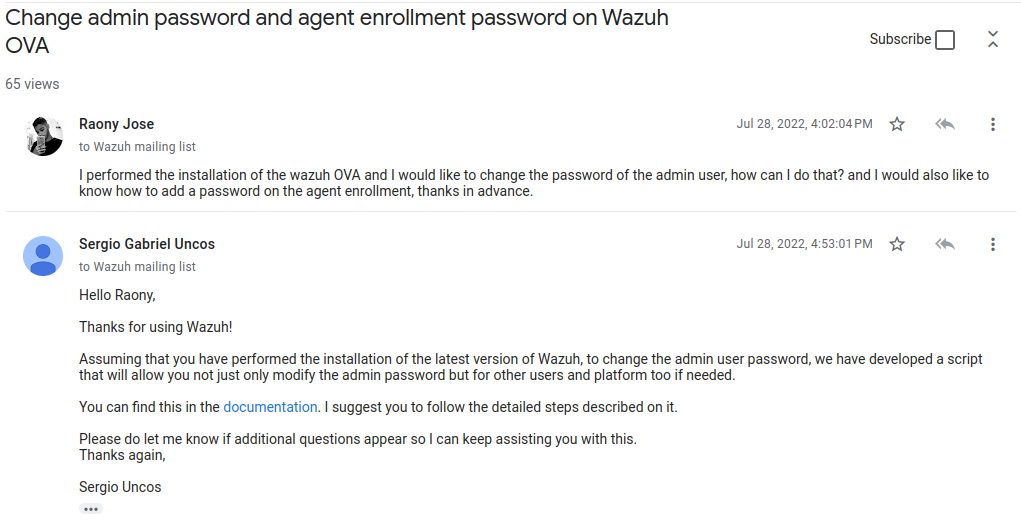 Change admin password and agent enrollment password on Wazuh
OVA
Subscribe
65 views
Raony Jose
Jul 28, 2022, 4:02:04 PM
to Wazuh mailing list
I performed the installation of the wazuh OVA and I would like to change the password of the admin user, how can I do that? and I would also like to
know how to add a password on the agent enrollment, thanks in advance.
Sergio Gabriel Uncos
Jul 28, 2022, 4:53:01 PM
to Wazuh mailing list
Hello Raony,
Thanks for using Wazuh!
Assuming that you have performed the installation of the latest version of Wazuh, to change the admin user password, we have developed a script
that will allow you not just only modify the admin password but for other users and platform too if needed.
You can find this in the documentation. I suggest you to follow the detailed steps described on it.
Please do let me know if additional questions appear so I can keep assisting you with this.
Thanks again,
Sergio Uncos